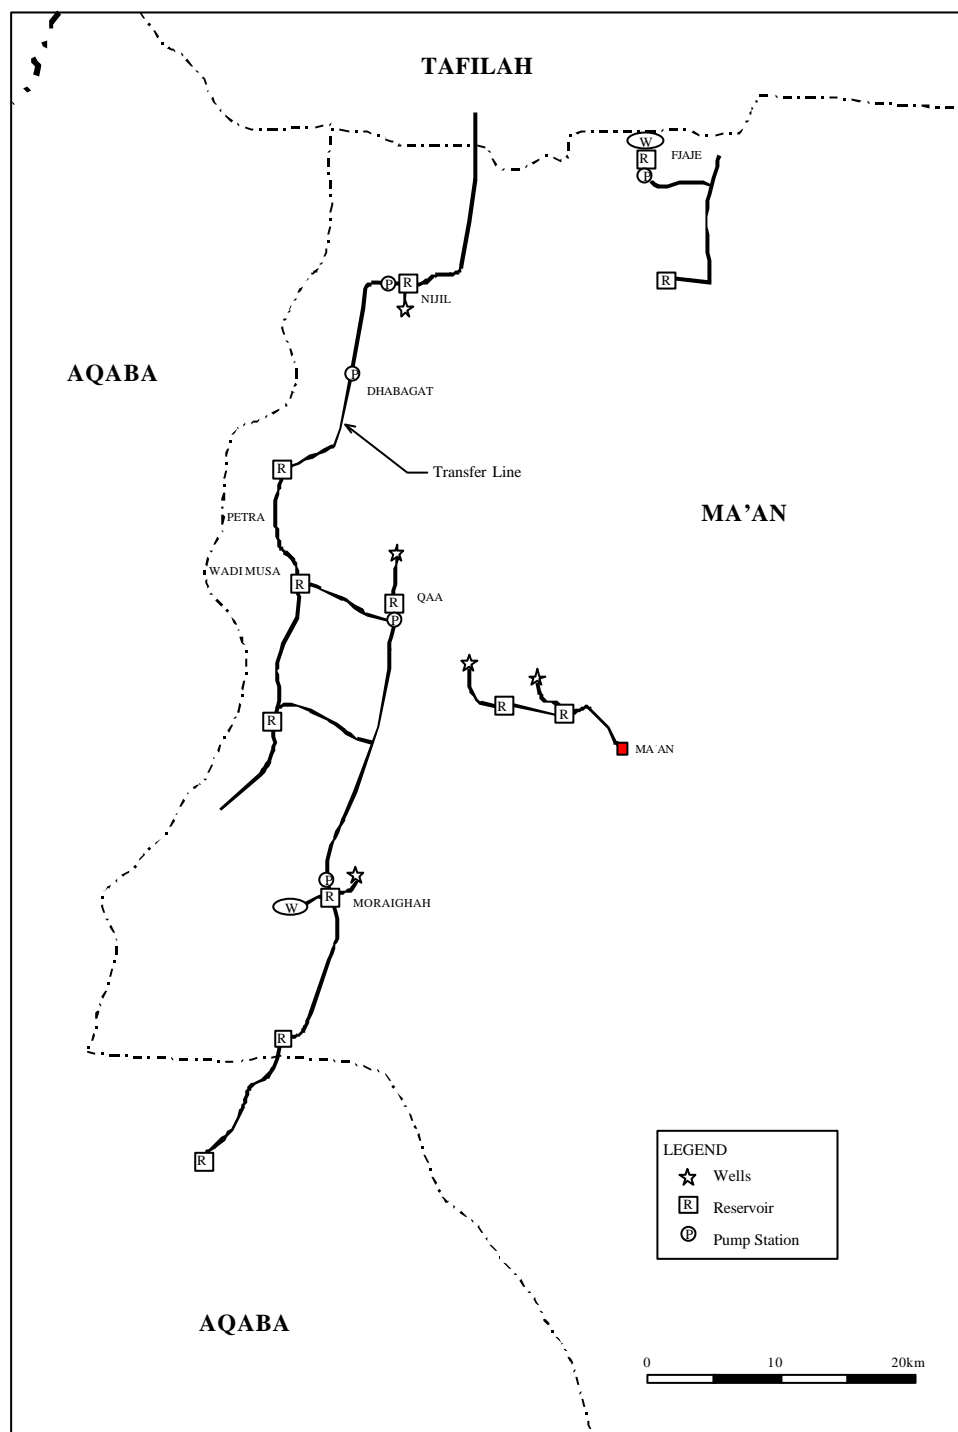 TAFILAH
W
R
FJAJE
P
R
P
R
NIJIL
AQABA
P
DHABAGAT
R
Transfer Line
MA’AN
PETRA
WADI MUSA
R
R
QAA
P
R
R
R
MA`AN
P
R
MORAIGHAH
W
R
LEGEND
R
Wells
R
Reservoir
P
Pump Station
AQABA
0 10 20km